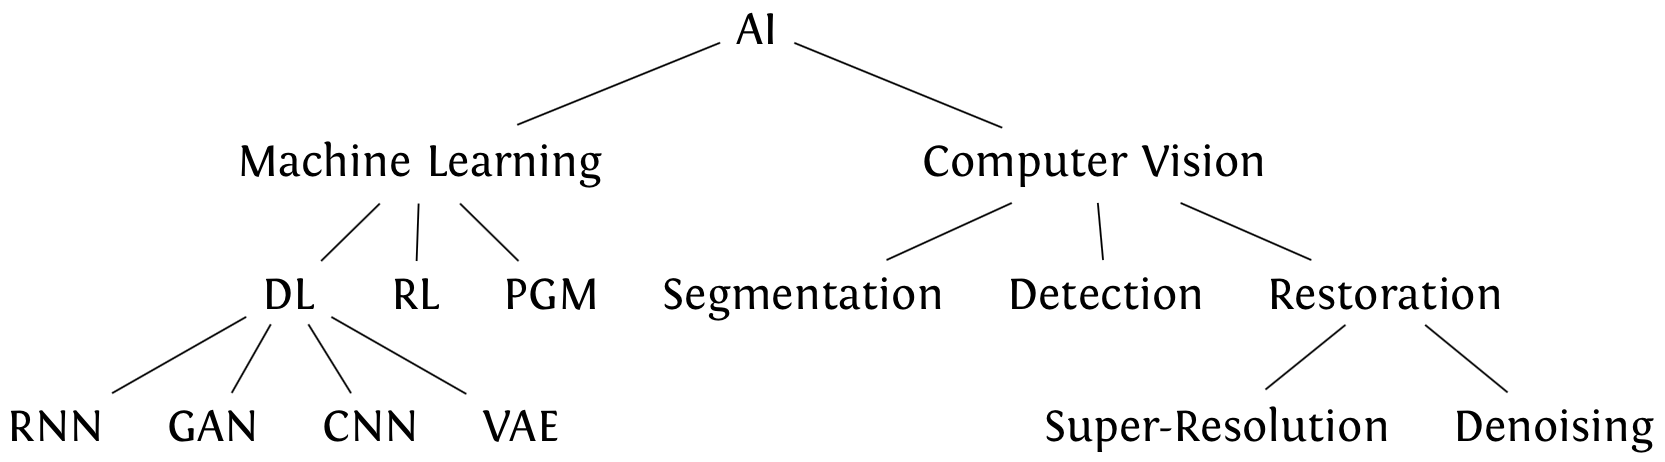 AI
Machine Learning Computer Vision
DL RL PGM Segmentation Detection Restoration
RNN GAN CNN VAE Super-Resolution Denoising